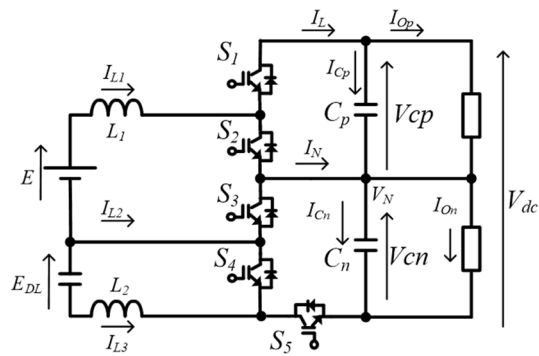 I_L
I_Op
S_1
I_Cp
I_L1
C_p
Vcp
L_1
S_2
I_N
E
V_N
V_dc
I_L2
S_3
I_Cn
I_On
S_4
E_DL
L_2
C_n
Vcn
I_L3
S_5